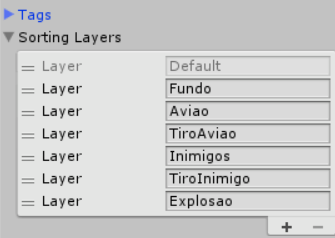 Tags
Sorting Layers
Layer Default
Layer Fundo
Layer Aviao
Layer TiroAviao
Layer Inimigos
Layer TiroInimigo
Layer Explosao